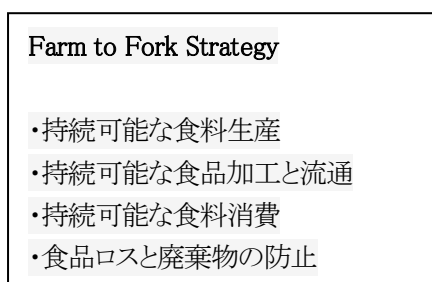 Farm to Fork Strategy
・持続可能な食料生産
・持続可能な食品加工と流通
・持続可能な食料消費
・食品ロスと廃棄物の防止